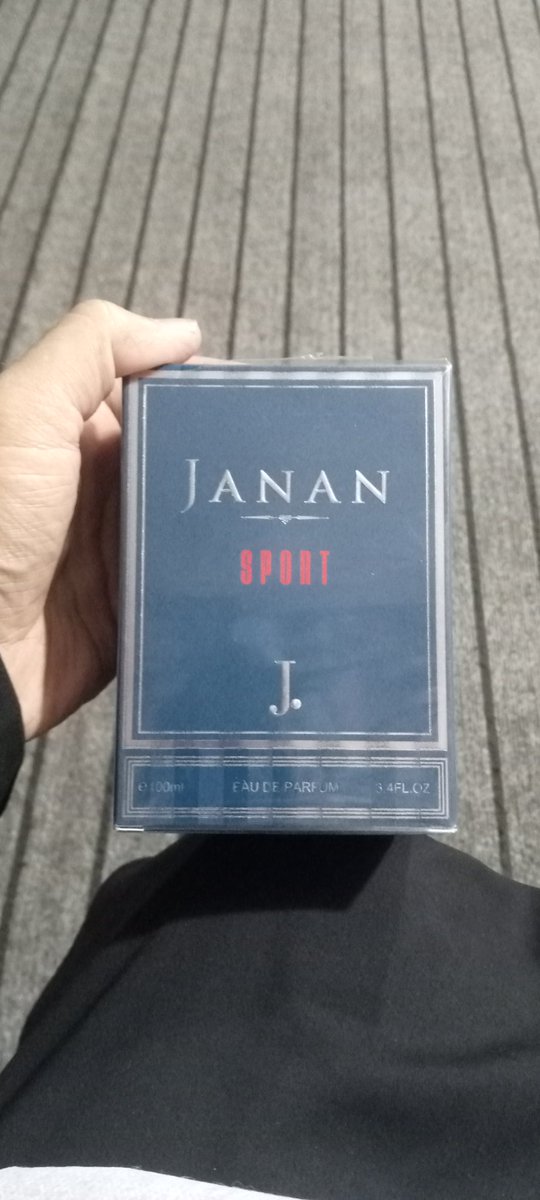 JANAN
SPORT
J.
℮100ml EAU DE PARFUM 3.4FL.OZ